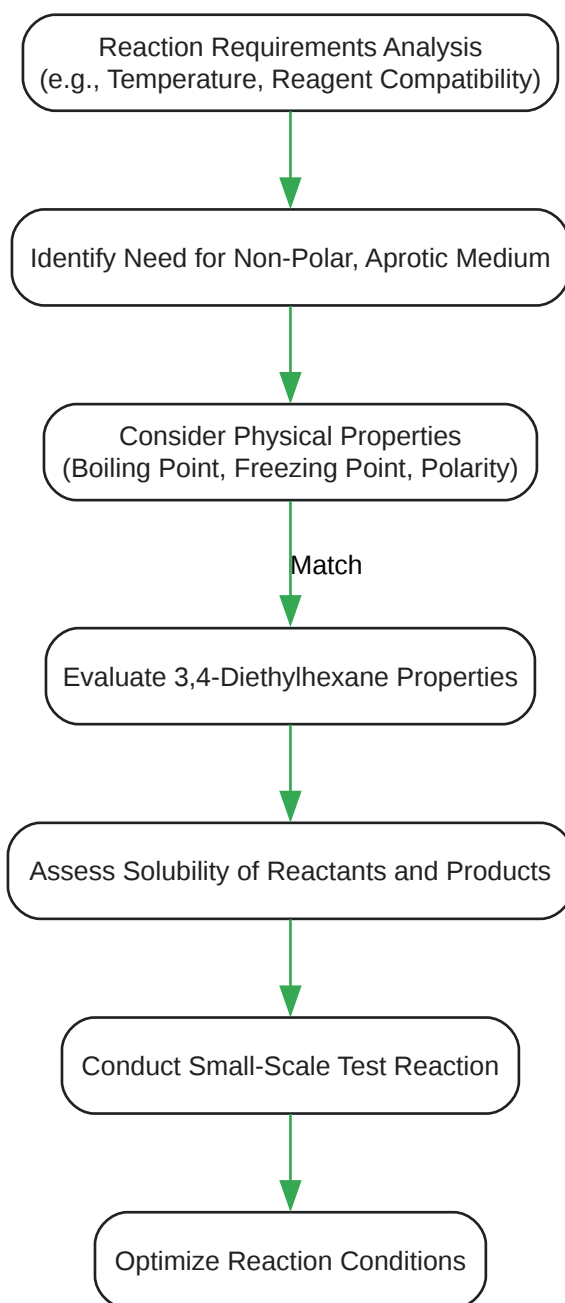 Reaction Requirements Analysis
(e.g., Temperature, Reagent Compatibility)
Identify Need for Non-Polar, Aprotic Medium
Consider Physical Properties
(Boiling Point, Freezing Point, Polarity)
Match
Evaluate 3,4-Diethylhexane Properties
Assess Solubility of Reactants and Products
Conduct Small-Scale Test Reaction
Optimize Reaction Conditions